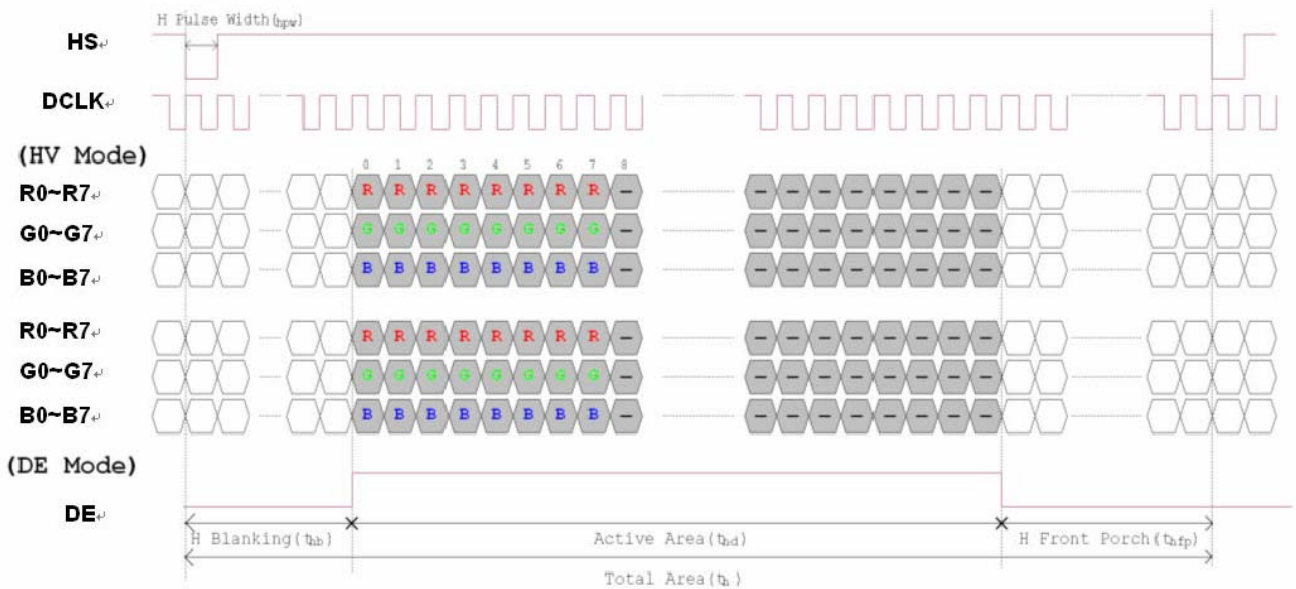 H Pulse Width(hpw)
HS
DCLK
(HV Mode)
0 1 2 3 4 5 6 7 8
R0~R7 R R R R R R R R — — — — — — — — —
G0~G7 G G G G G G G G — — — — — — — — —
B0~B7 B B B B B B B B — — — — — — — — —
R0~R7 R R R R R R R R — — — — — — — — —
G0~G7 G G G G G G G G — — — — — — — — —
B0~B7 B B B B B B B B — — — — — — — — —
(DE Mode)
DE
H Blanking(thb) Active Area(thd) H Front Porch(thfp)
Total Area(th)